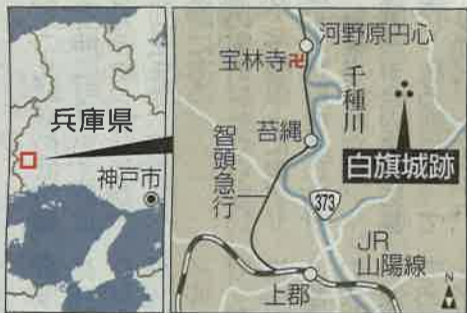 兵庫県
神戸市
河野原円心
宝林寺卍
千種川
苔縄
智頭急行
白旗城跡
373
JR
山陽線
上郡
N